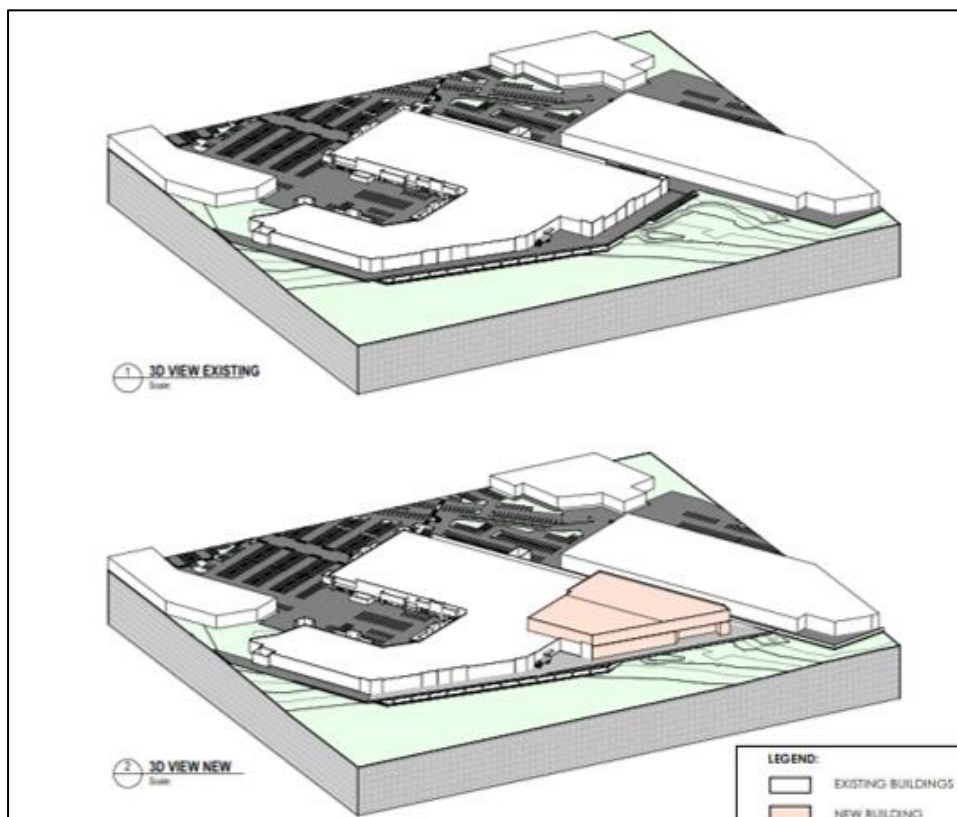 1 3D VIEW EXISTING
Scale:
2 3D VIEW NEW
Scale:
LEGEND:
EXISTING BUILDINGS
NEW BUILDING